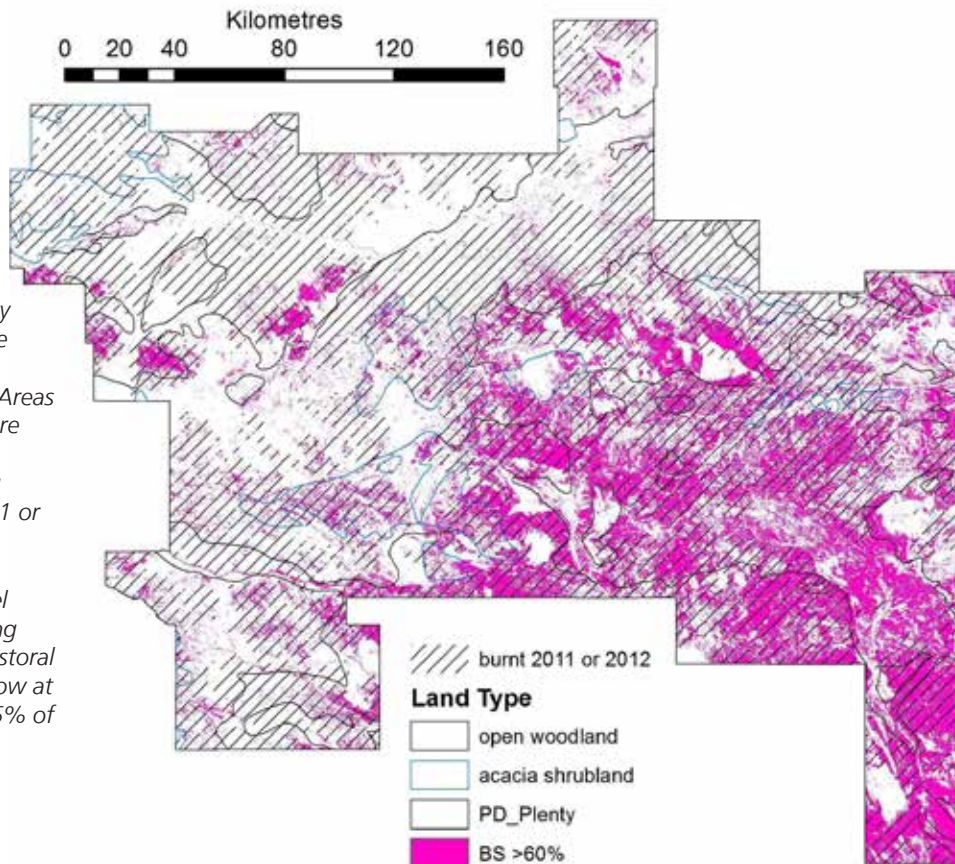 Kilometres
0 20 40 80 120 160
y
e
Areas
re
1 or
el
ng
storal
ow at
5% of
burnt 2011 or 2012
Land Type
open woodland
acacia shrubland
PD_Plenty
BS >60%